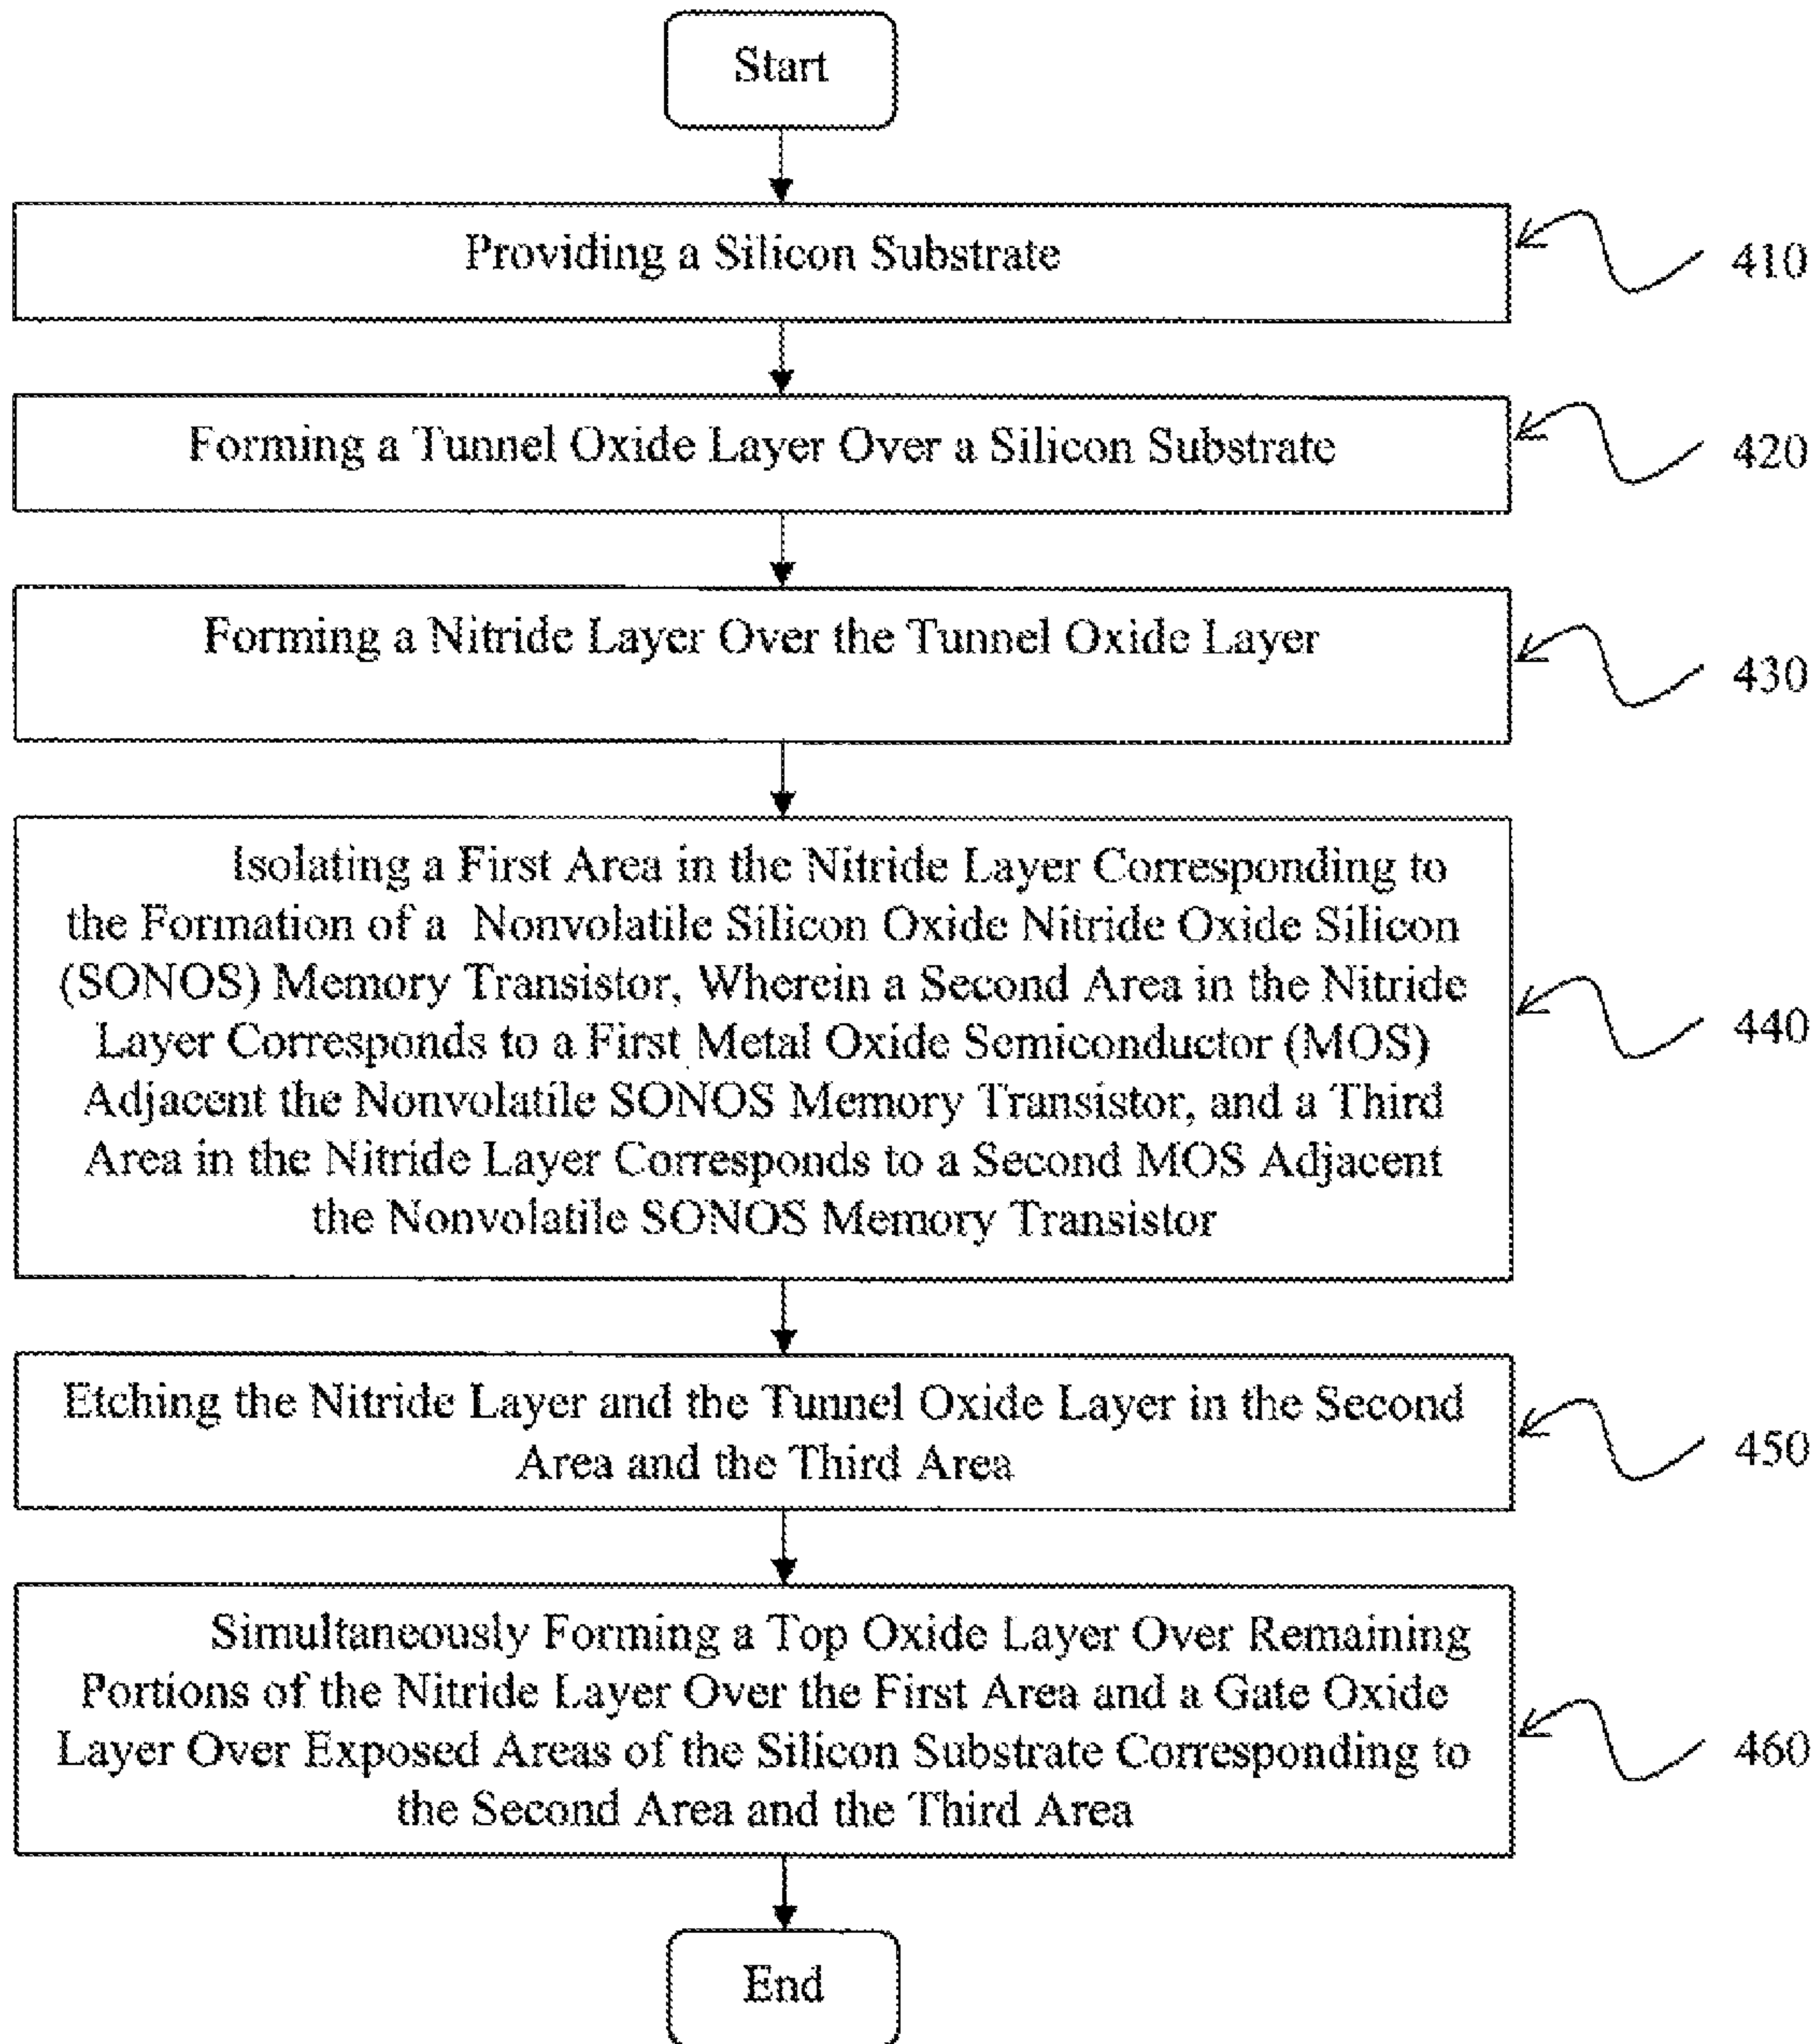 Start
Providing a Silicon Substrate
410
Forming a Tunnel Oxide Layer Over a Silicon Substrate
420
Forming a Nitride Layer Over the Tunnel Oxide Layer
430
Isolating a First Area in the Nitride Layer Corresponding to
the Formation of a Nonvolatile Silicon Oxide Nitride Oxide Silicon
(SONOS) Memory Transistor, Wherein a Second Area in the Nitride
Layer Corresponds to a First Metal Oxide Semiconductor (MOS)
Adjacent the Nonvolatile SONOS Memory Transistor, and a Third
Area in the Nitride Layer Corresponds to a Second MOS Adjacent
the Nonvolatile SONOS Memory Transistor
440
Etching the Nitride Layer and the Tunnel Oxide Layer in the Second
Area and the Third Area
450
Simultaneously Forming a Top Oxide Layer Over Remaining
Portions of the Nitride Layer Over the First Area and a Gate Oxide
Layer Over Exposed Areas of the Silicon Substrate Corresponding to
the Second Area and the Third Area
460
End